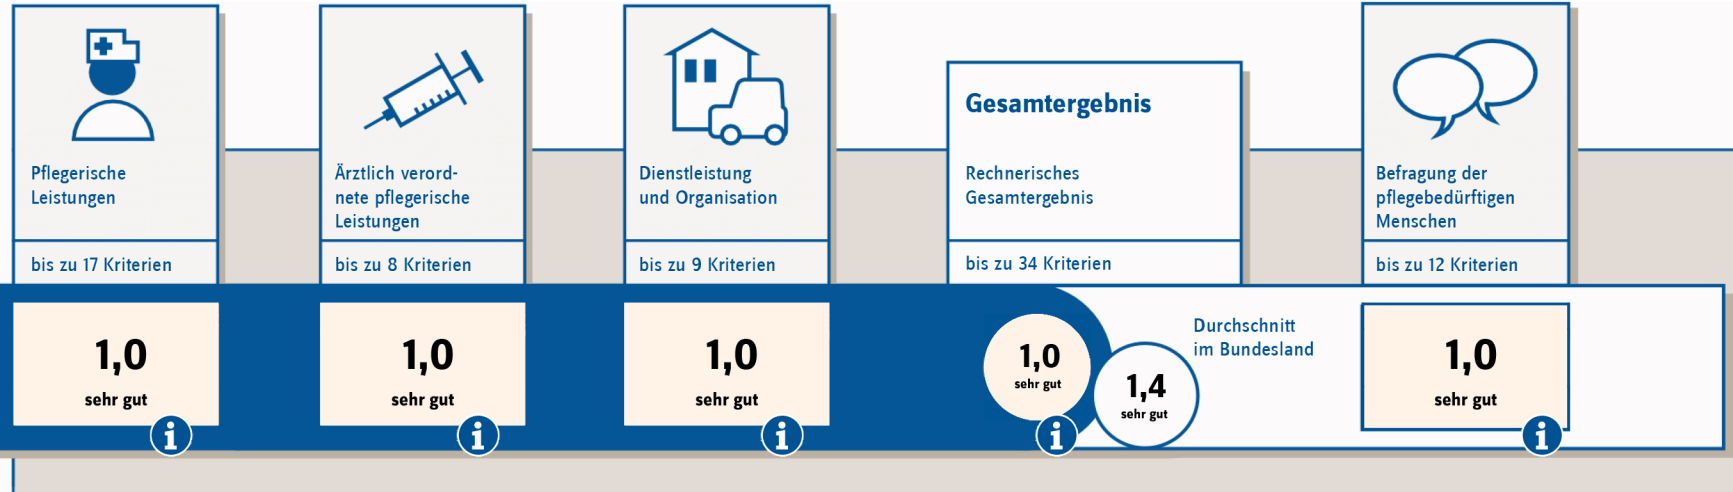 Pflegerische
Leistungen
bis zu 17 Kriterien
1,0
sehr gut
i
Ärztlich verord-
nete pflegerische
Leistungen
bis zu 8 Kriterien
1,0
sehr gut
i
Dienstleistung
und Organisation
bis zu 9 Kriterien
1,0
sehr gut
i
Gesamtergebnis
Rechnerisches
Gesamtergebnis
bis zu 34 Kriterien
1,0
sehr gut
i
1,4
sehr gut
Durchschnitt
im Bundesland
Befragung der
pflegebedürftigen
Menschen
bis zu 12 Kriterien
1,0
sehr gut
i